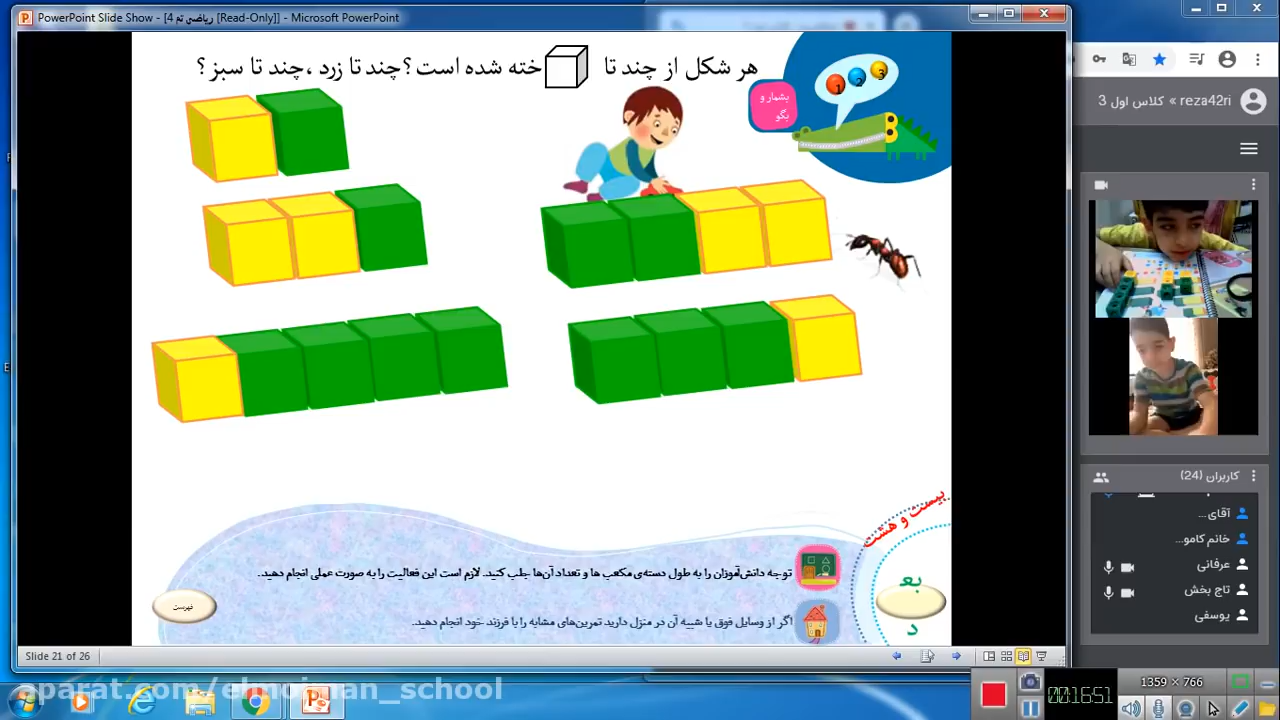 PowerPoint Slide Show - [ریاضی تم 4 [Read-Only]] - Microsoft PowerPoint
هر شکل از چند تا خته شده است ؟ چند تا زرد ، چند تا سبز ؟
بشمار و
بگو
1 2 3
بیست و هشت
توجه دانش‌آموزان را به طول دسته‌ی مکعب ها و تعداد آن‌ها جلب کنید. لازم است این فعالیت را به صورت عملی انجام دهید.
اگر از وسایل فوق یا شبیه آن در منزل دارید تمرین‌های مشابه را با فرزند خود انجام دهید.
فهرست
بعد
Slide 21 of 26
reza42ri » کلاس اول 3
کاربران (24)
آقای...
خانم کامو...
عرفانی
تاج بخش
یوسفی
aparat.com/elmoiman_school
00:16:51
1359 × 766